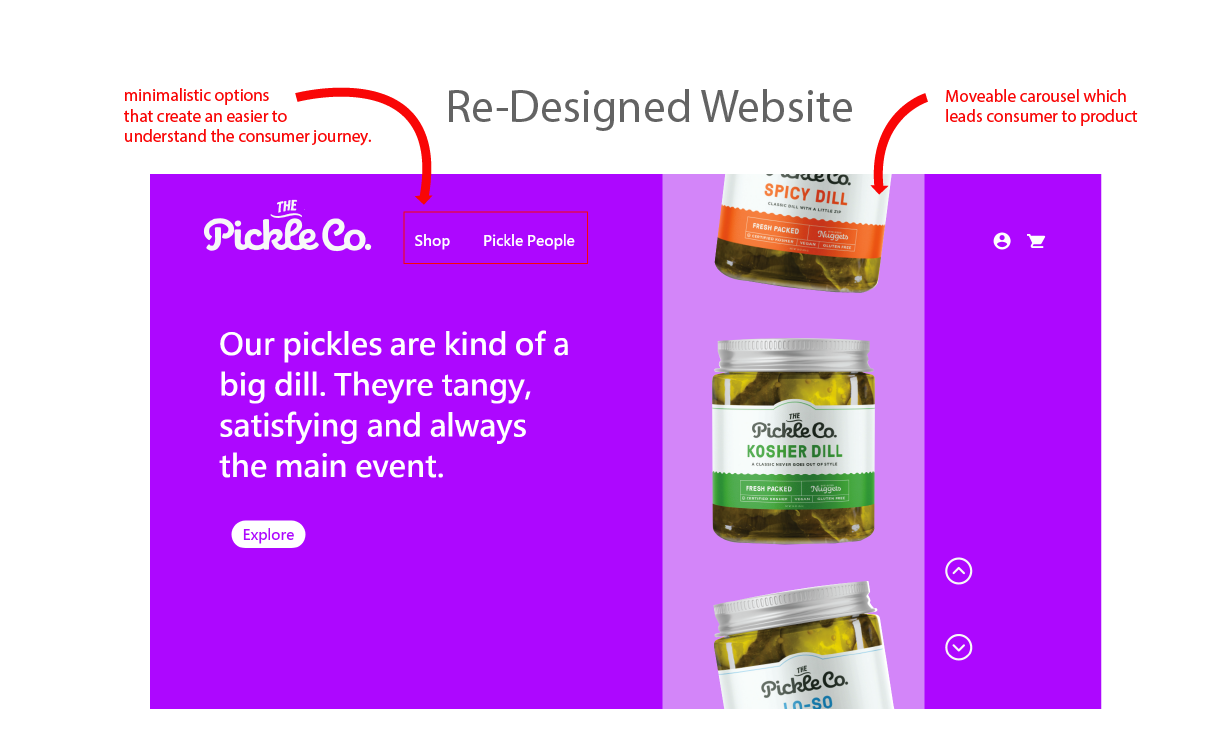 Re-Designed Website
minimalistic options
that create an easier to
understand the consumer journey.
Moveable carousel which
leads consumer to product
THE
Pickle Co.
Shop
Pickle People
Our pickles are kind of a
big dill. Theyre tangy,
satisfying and always
the main event.
Explore
Pickle Co.
SPICY DILL
CLASSIC DILL WITH A LITTLE ZIP
FRESH PACKED
Nuggets
CERTIFIED KOSHER VEGAN GLUTEN FREE
THE
Pickle Co.
KOSHER DILL
A CLASSIC NEVER GOES OUT OF STYLE
FRESH PACKED
Nuggets
CERTIFIED KOSHER VEGAN GLUTEN FREE
THE
Pickle Co.
LO-SO